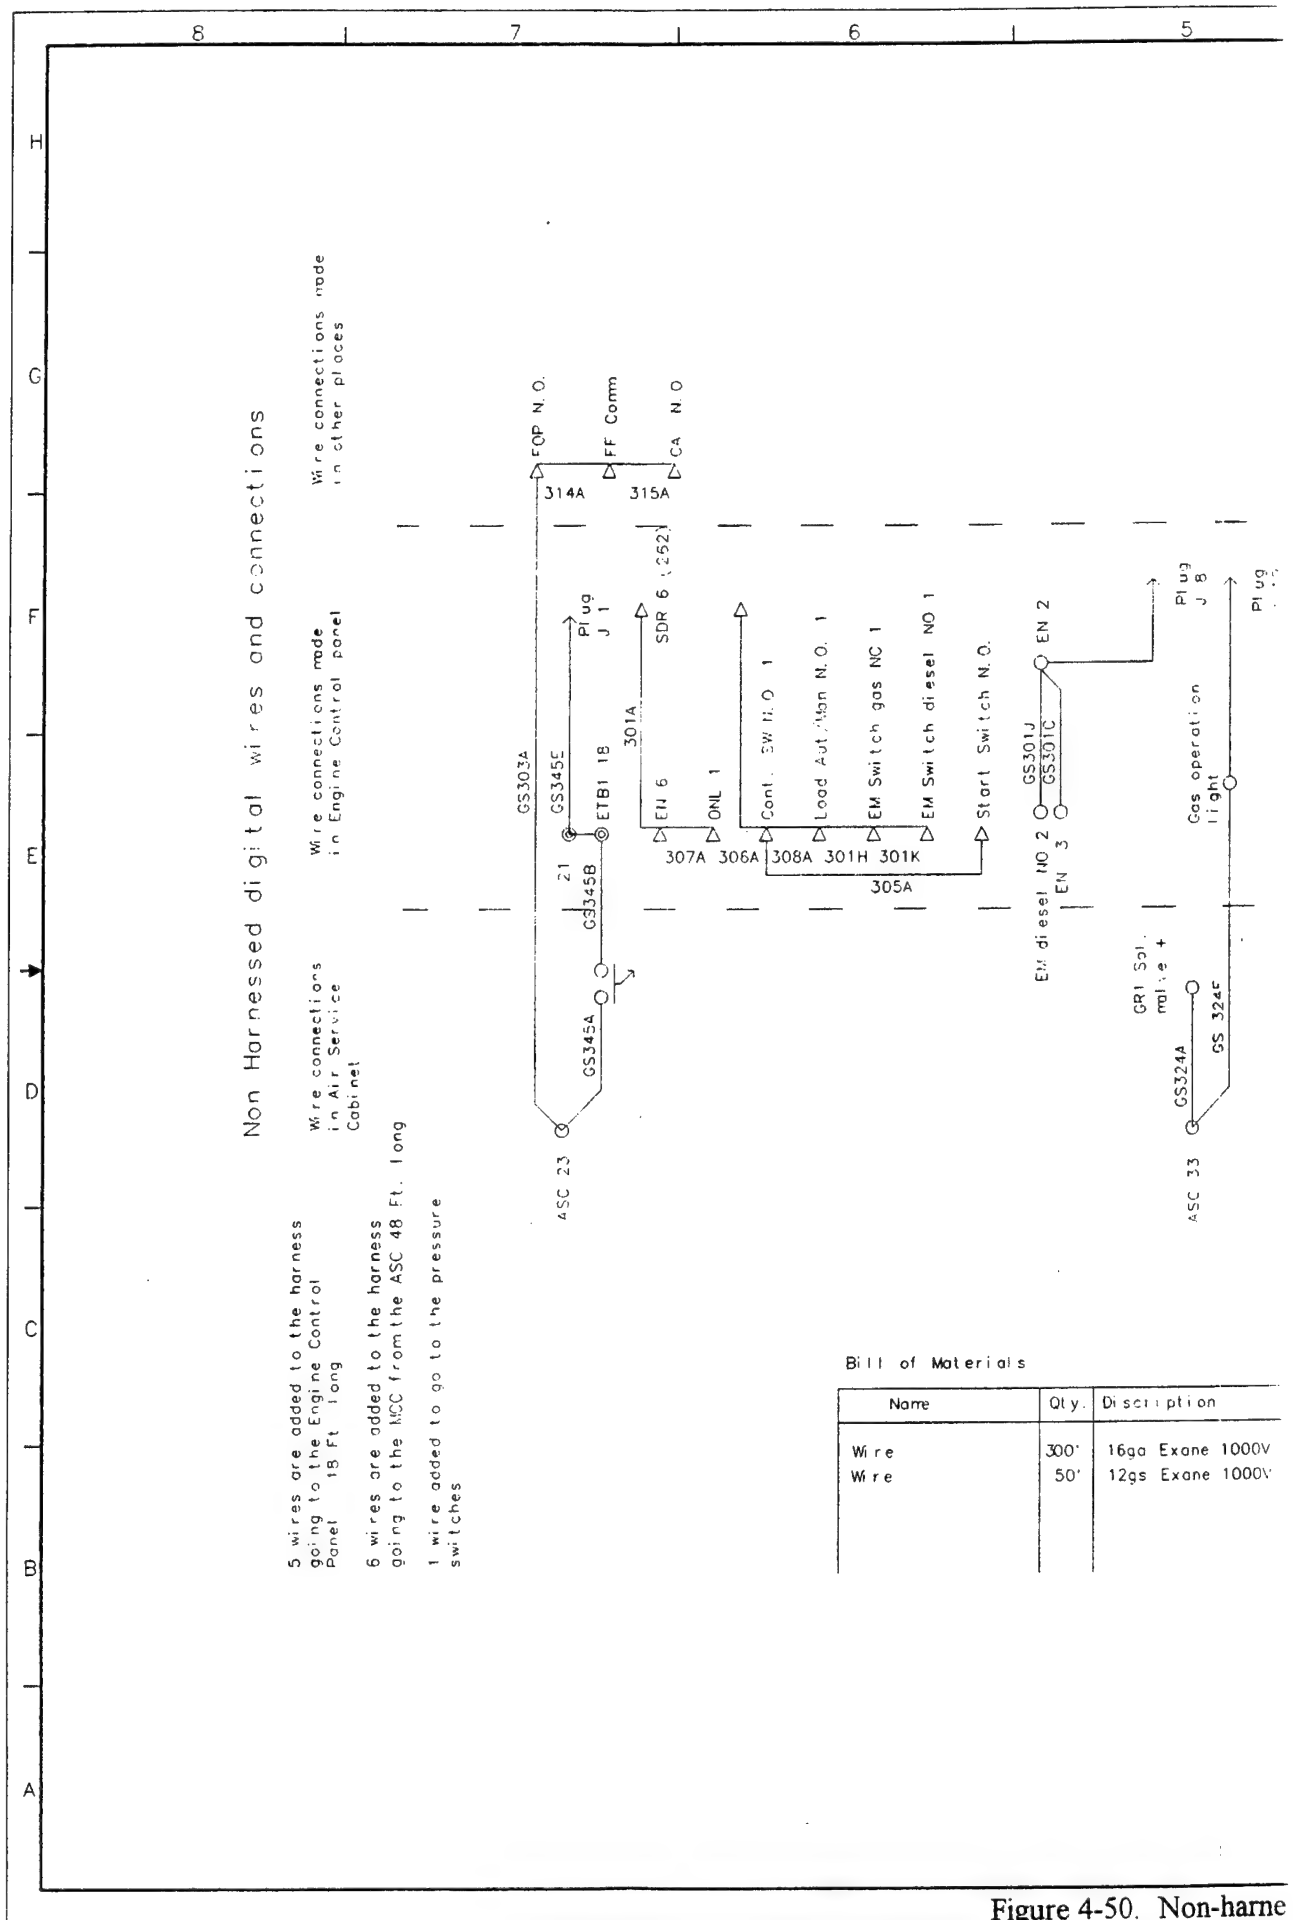 8 7 6 5
H
G
F
E
D
C
B
A
Non Harnessed digital wires and connections
Wire connections made
in other places
Wire connections made
in Engine Control panel
Wire connections
in Air Service
Cabinet
5 wires are added to the harness
going to the Engine Control
Panel 18 Ft long
6 wires are added to the harness
going to the MCC from the ASC 48 Ft. long
1 wire added to go to the pressure
switches
FOP N.O.
FF Comm
CA N.O
314A
315A
GS303A
GS345E
Plug
J 1
ETB1 18
21
GS345B
GS345A
ASC 23
301A
SDR 6 (252)
EN 6
ONL 1
307A
306A
308A
301H
301K
305A
Cont. SW N.O 1
Load Aut/Man N.O. 1
EM Switch gas NC 1
EM Switch diesel NO 1
Start Switch N.O.
GS301J
GS301C
EN 2
EM diesel NO 2
EN 3
Plug
J 8
Plug
Gas operation
light
GR1 Sol.
GS324A
GS 324F
ASC 33
Bill of Materials
Name Qty. Discription
Wire 300' 16ga Exane 1000V
Wire 50' 12gs Exane 1000V
Figure 4-50. Non-harne